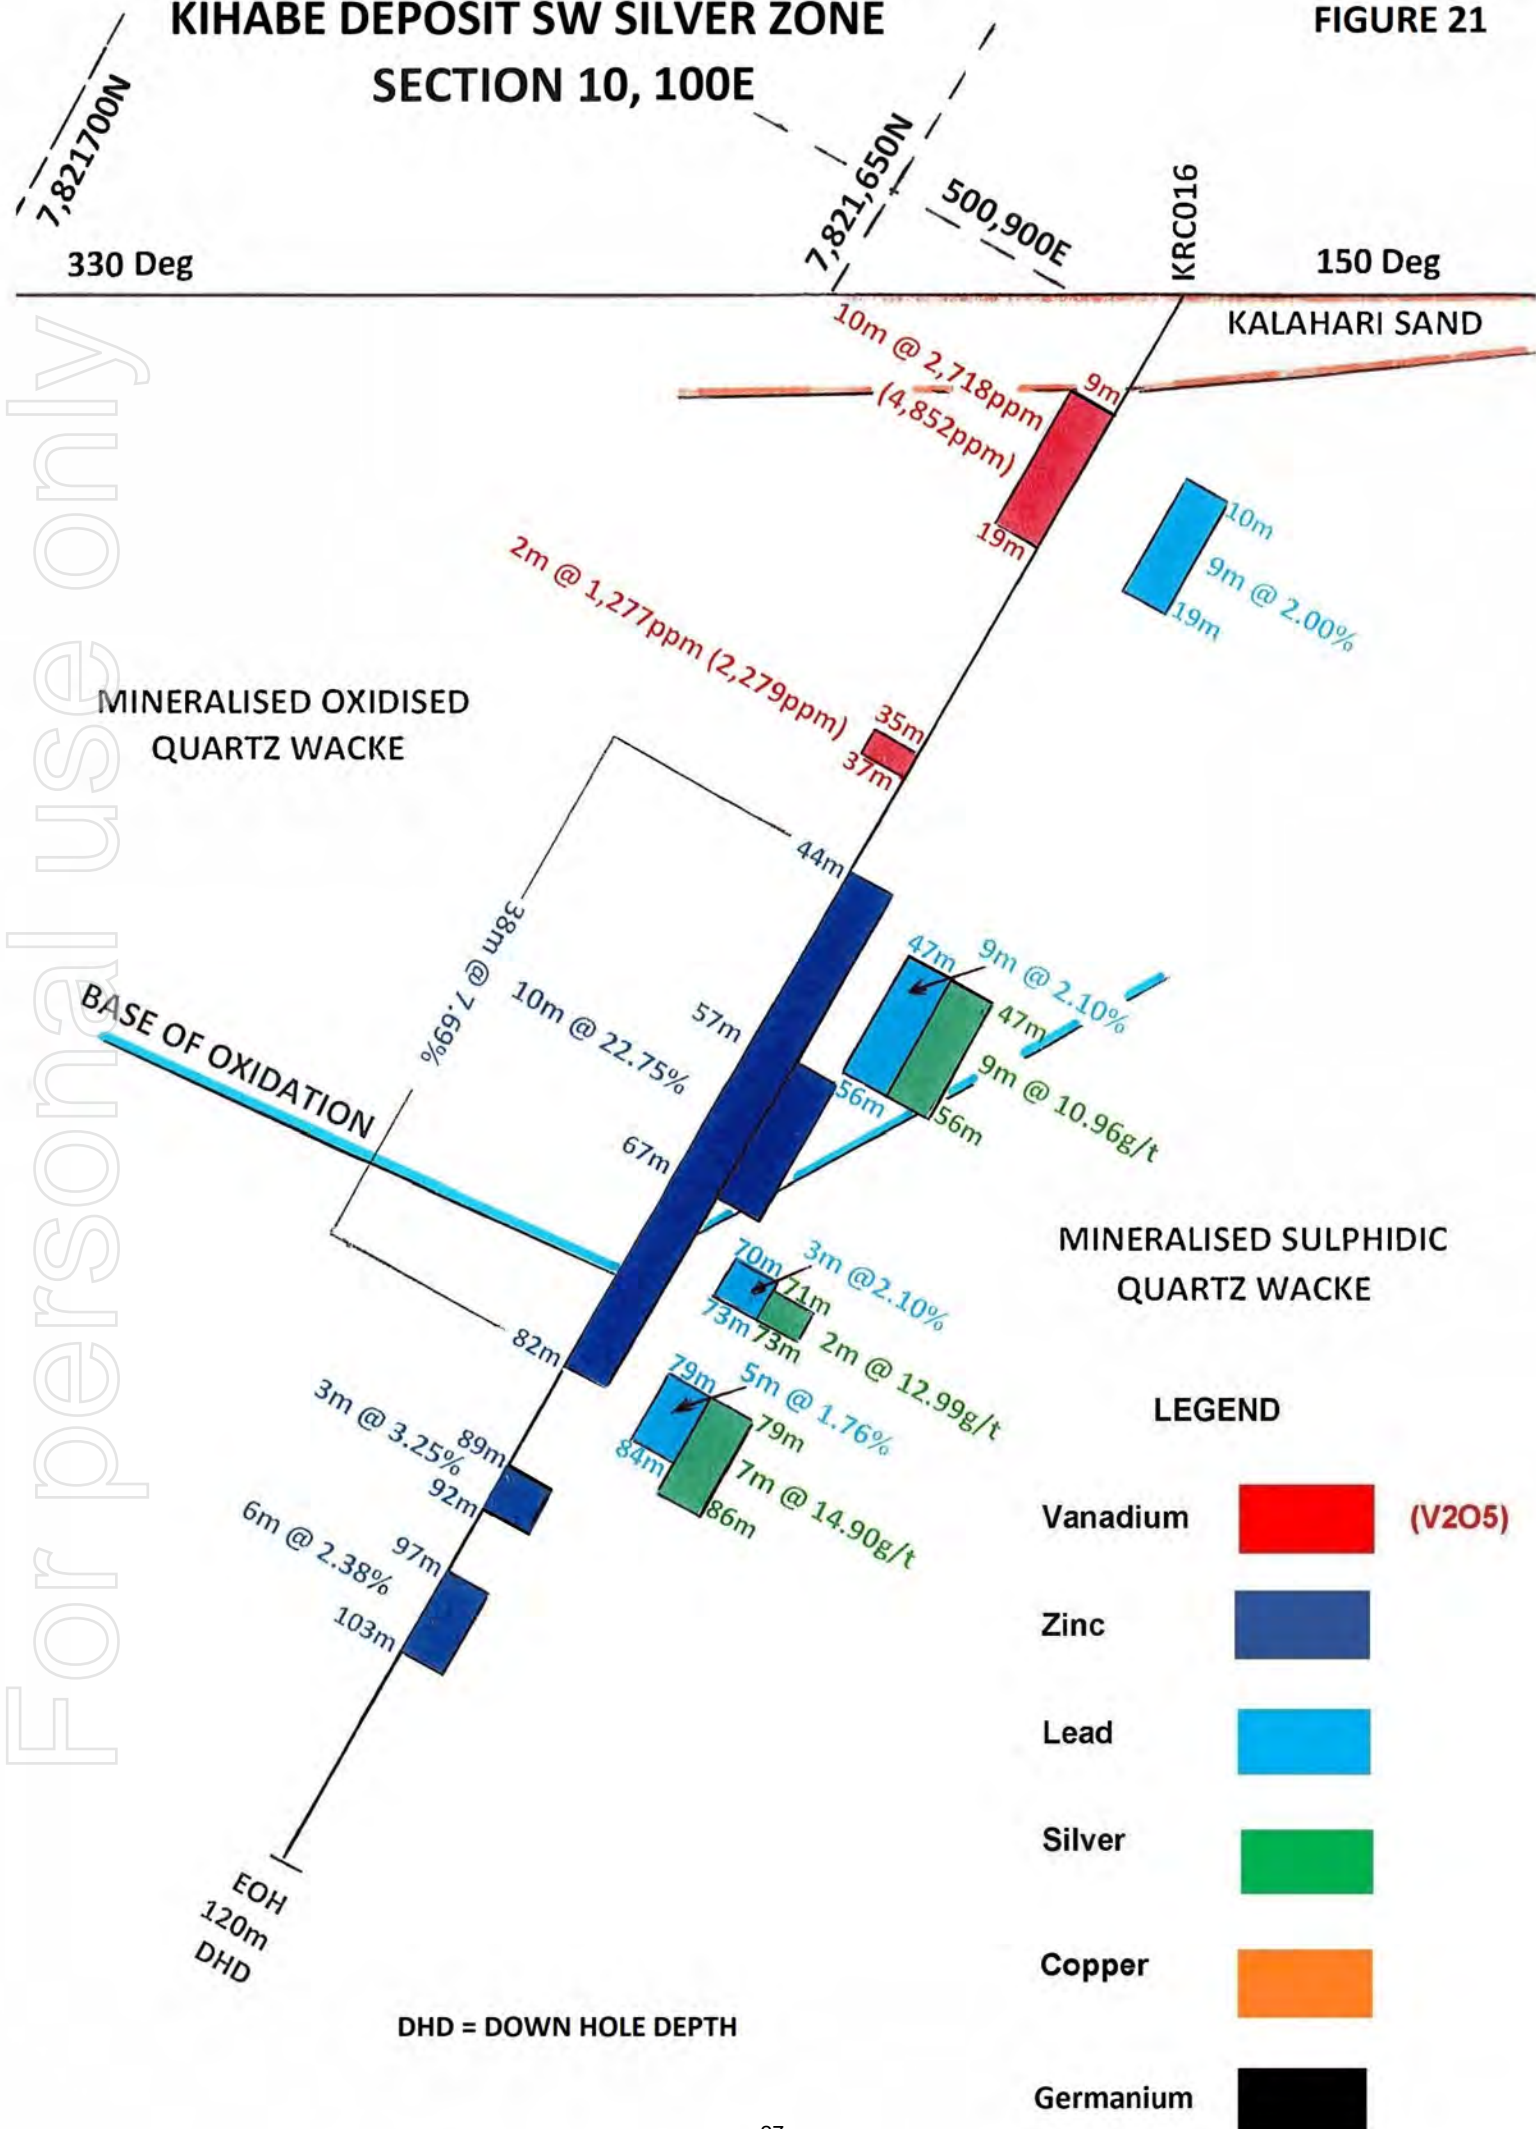 KIHABE DEPOSIT SW SILVER ZONE
FIGURE 21
SECTION 10, 100E
7,821700N
7,821,650N
500,900E
KRC016
330 Deg
150 Deg
KALAHARI SAND
10m @ 2,718ppm
(4,852ppm)
9m
19m
10m
9m @ 2.00%
19m
2m @ 1,277ppm (2,279ppm)
35m
37m
MINERALISED OXIDISED
QUARTZ WACKE
44m
38m @ 7.69%
10m @ 22.75%
57m
67m
47m
9m @ 2.10%
47m
9m @ 10.96g/t
56m
56m
BASE OF OXIDATION
MINERALISED SULPHIDIC
QUARTZ WACKE
70m
3m @2.10%
71m
73m
73m
2m @ 12.99g/t
82m
79m
5m @ 1.76%
79m
84m
7m @ 14.90g/t
86m
3m @ 3.25%
89m
92m
6m @ 2.38%
97m
103m
LEGEND
Vanadium
(V2O5)
Zinc
Lead
Silver
Copper
Germanium
EOH
120m
DHD
DHD = DOWN HOLE DEPTH
For personal use only